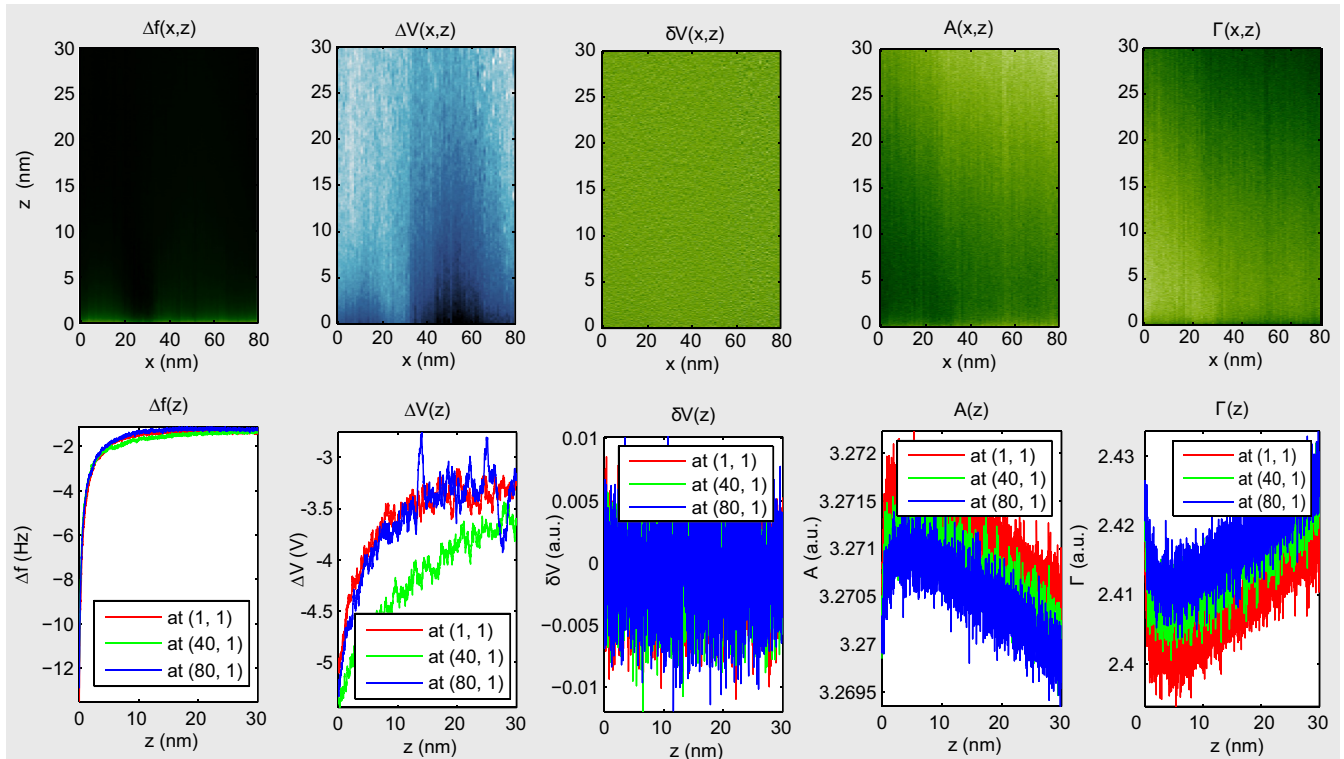 Δf(x,z)
ΔV(x,z)
δV(x,z)
A(x,z)
Γ(x,z)
z (nm)
30
25
20
15
10
5
0
0 20 40 60 80
x (nm)
30
25
20
15
10
5
0
0 20 40 60 80
x (nm)
30
25
20
15
10
5
0
0 20 40 60 80
x (nm)
30
25
20
15
10
5
0
0 20 40 60 80
x (nm)
30
25
20
15
10
5
0
0 20 40 60 80
x (nm)
Δf(z)
Δf (Hz)
−2
−4
−6
−8
−10
−12
at (1, 1)
at (40, 1)
at (80, 1)
0 10 20 30
z (nm)
ΔV(z)
ΔV (V)
−3
−3.5
−4
−4.5
−5
at (1, 1)
at (40, 1)
at (80, 1)
0 10 20 30
z (nm)
δV(z)
δV (a.u.)
0.01
0.005
0
−0.005
−0.01
at (1, 1)
at (40, 1)
at (80, 1)
0 10 20 30
z (nm)
A(z)
A (a.u.)
3.272
3.2715
3.271
3.2705
3.27
3.2695
at (1, 1)
at (40, 1)
at (80, 1)
0 10 20 30
z (nm)
Γ(z)
Γ (a.u.)
2.43
2.42
2.41
2.4
at (1, 1)
at (40, 1)
at (80, 1)
0 10 20 30
z (nm)